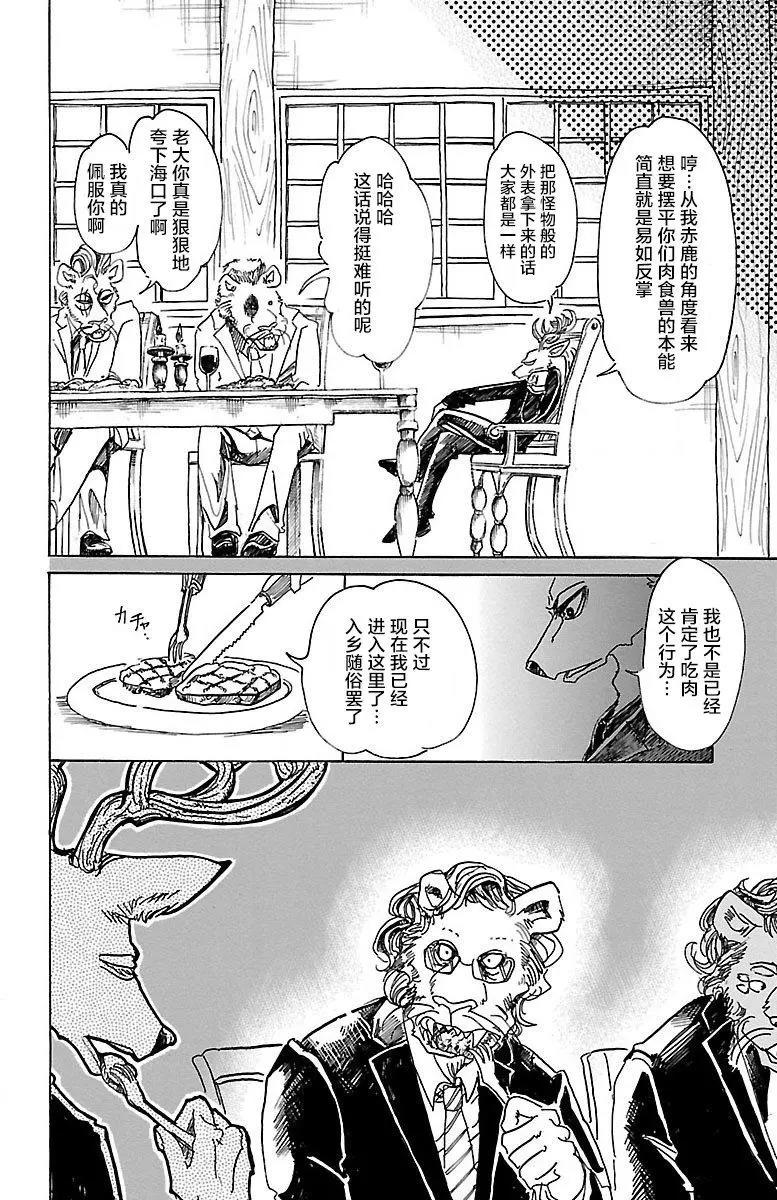 哼…从我赤鹿的角度看来
想要摆平你们肉食兽的本能
简直就是易如反掌
把那怪物般的
外表拿下来的话
大家都是一样的
哈哈哈
这话说得挺难听的呢
老大你真是狠狠地
夸下海口了啊
我真的
佩服你啊
我也不是已经
肯定了吃肉
这个行为…
只不过
现在我已经
进入这里了…
入乡随俗罢了
カチャ…